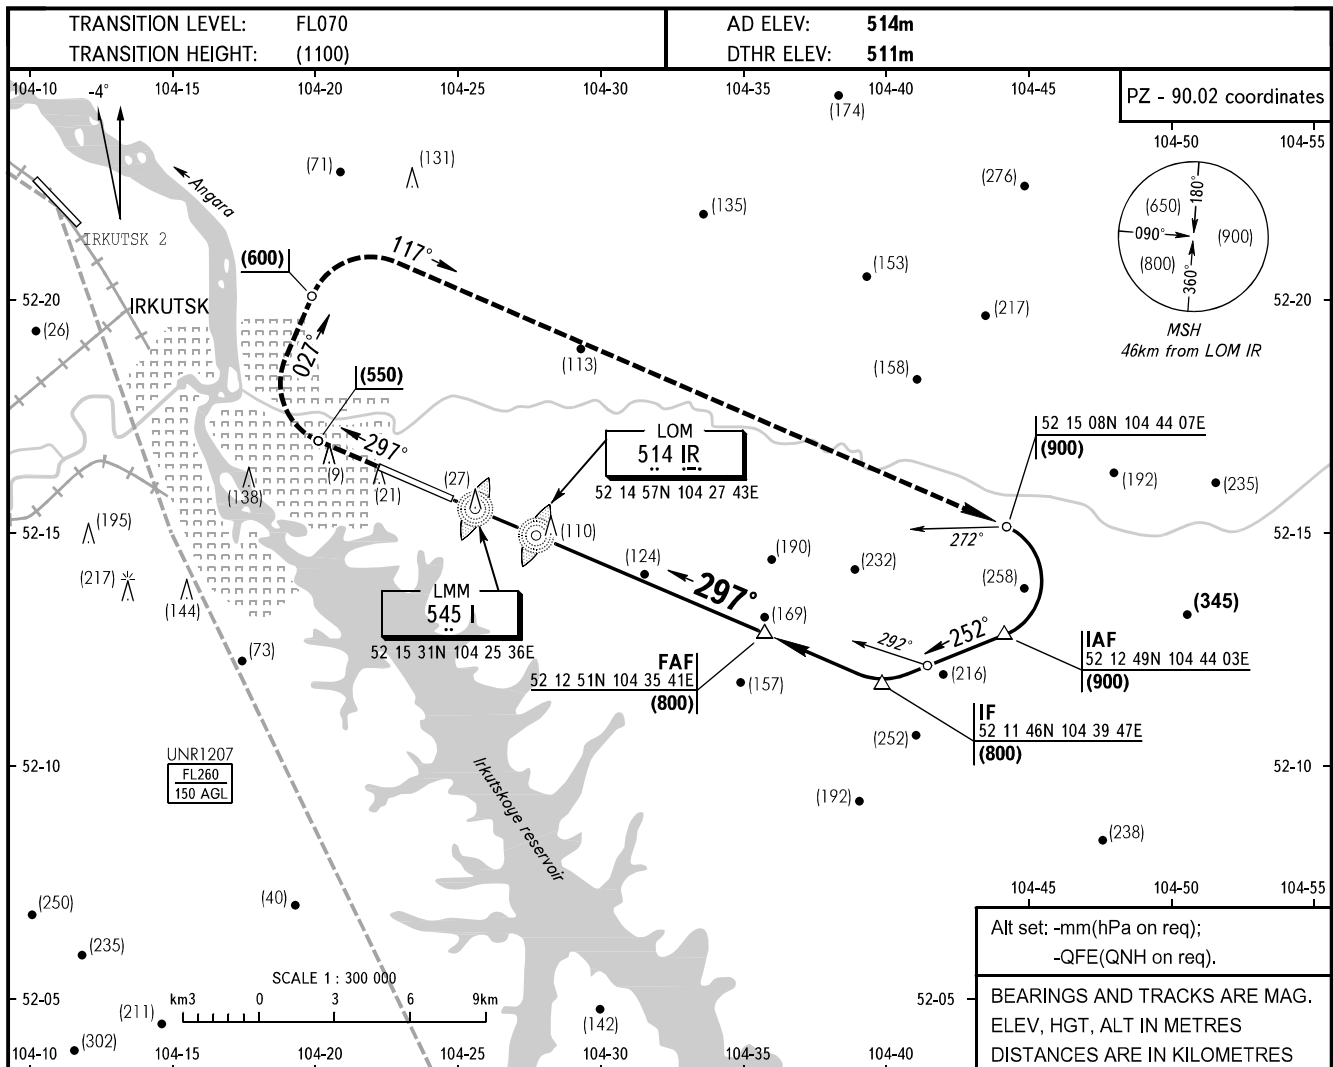 TRANSITION LEVEL: FL070
TRANSITION HEIGHT: (1100)
AD ELEV: 514m
DTHR ELEV: 511m
104-10 -4° 104-15 104-20 104-25 104-30 104-35 104-40 104-45
PZ - 90.02 coordinates
(174)
104-50 104-55
(71) (131)
(276)
Angara
(135)
180°
(650)
090° (900)
(800)
360°
IRKUTSK 2
(600)
117°
(153)
52-20 IRKUTSK 52-20
(217)
(26)
MSH
46km from LOM IR
027°
(113)
(158)
(550)
52 15 08N 104 44 07E
(900)
297°
LOM
514 IR
52 14 57N 104 27 43E
(9)
(21)
(27)
(138)
(192)
(235)
(195)
(110)
52-15 52-15
272°
(190)
(124)
(232)
(217)
(144)
297°
(258)
LMM
545 I
52 15 31N 104 25 36E
(169)
(345)
292°
252°
IAF
52 12 49N 104 44 03E
(900)
(73)
FAF
52 12 51N 104 35 41E
(800)
(157)
(216)
IF
52 11 46N 104 39 47E
(800)
(252)
UNR1207
FL260
150 AGL
52-10 52-10
Irkutskoye reservoir
(192)
(238)
(40)
(250)
104-45 104-50 104-55
(235)
Alt set: -mm(hPa on req);
-QFE(QNH on req).
SCALE 1 : 300 000
km3 0 3 6 9km
52-05 52-05
(211)
(142)
(302)
BEARINGS AND TRACKS ARE MAG.
ELEV, HGT, ALT IN METRES
DISTANCES ARE IN KILOMETRES
104-10 104-15 104-20 104-25 104-30 104-35 104-40